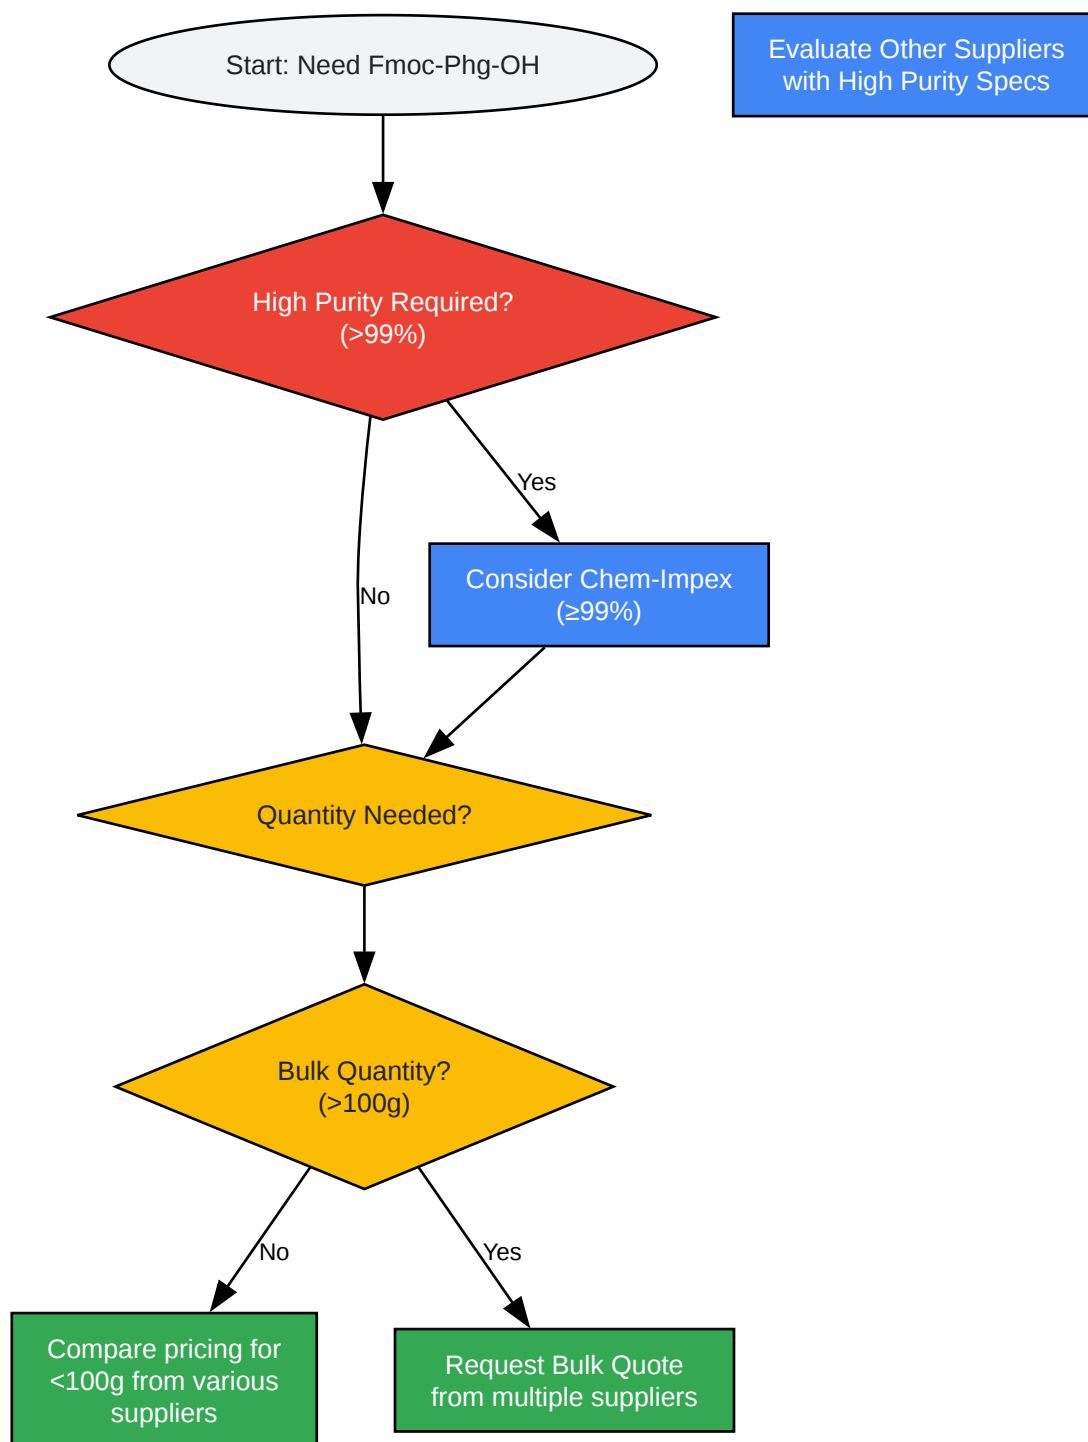 Start: Need Fmoc-Phg-OH
Evaluate Other Suppliers
with High Purity Specs
High Purity Required?
(>99%)
Yes
No
Consider Chem-Impex
(≥99%)
Quantity Needed?
Bulk Quantity?
(>100g)
No
Yes
Compare pricing for
<100g from various
suppliers
Request Bulk Quote
from multiple suppliers